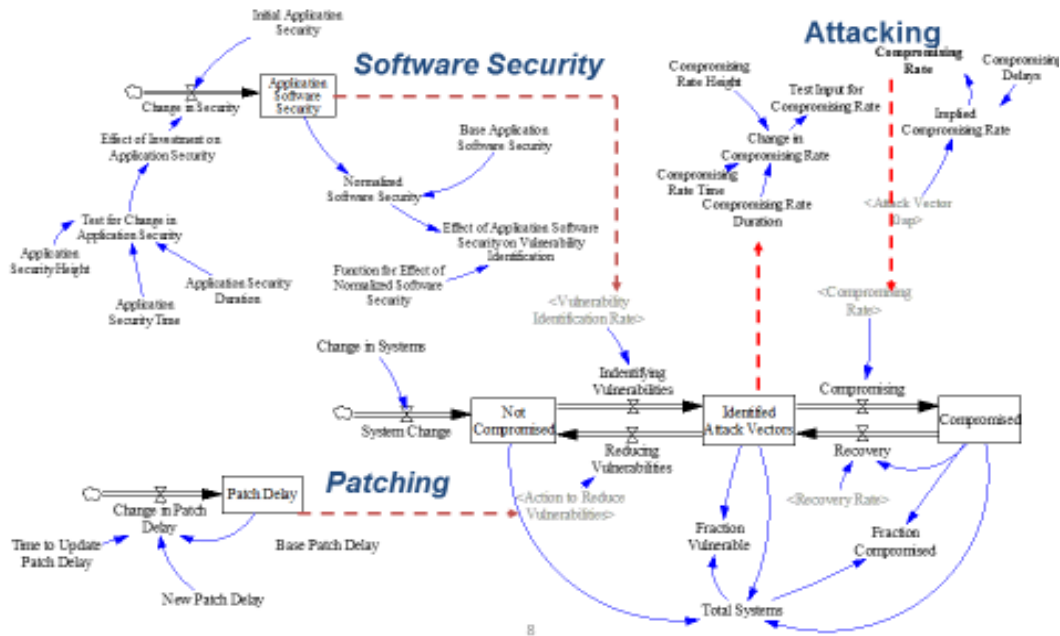 Initial Application
Security
Software Security
Attacking
Application
Software
Security
Change in Security
Effect of Investment on
Application Security
Base Application
Software Security
Normalized
Software Security
Test for Change in
Application Security
Application
Security Height
Application Security
Duration
Application
Security Time
Effect of Application Software
Security on Vulnerability
Identification
Function for Effect of
Normalized Software
Security
Compromising
Rate Height
Test Input for
Compromising Rate
Change in
Compromising Rate
Compromising
Rate Time
Compromising Rate
Duration
Compromising
Rate
Compromising
Delays
Implied
Compromising Rate
<Attack Vector
Gap>
<Vulnerability
Identification Rate>
<Compromising
Rate>
Change in Systems
System Change
Not
Compromised
Indentifying
Vulnerabilities
Reducing
Vulnerabilities
<Action to Reduce
Vulnerabilities>
Identified
Attack Vectors
Compromising
Recovery
<Recovery Rate>
Compromised
Fraction
Vulnerable
Fraction
Compromised
Total Systems
Patching
Patch Delay
Change in Patch
Delay
Time to Update
Patch Delay
Base Patch Delay
New Patch Delay
8